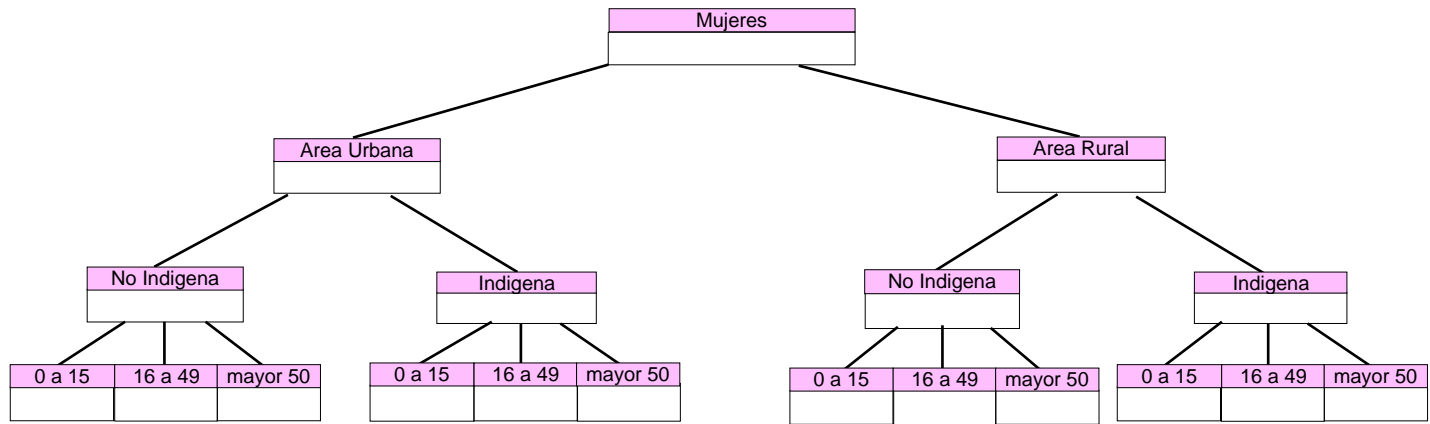 Mujeres
Area Urbana
Area Rural
No Indigena
Indigena
No Indigena
Indigena
0 a 15
16 a 49
mayor 50
0 a 15
16 a 49
mayor 50
0 a 15
16 a 49
mayor 50
0 a 15
16 a 49
mayor 50